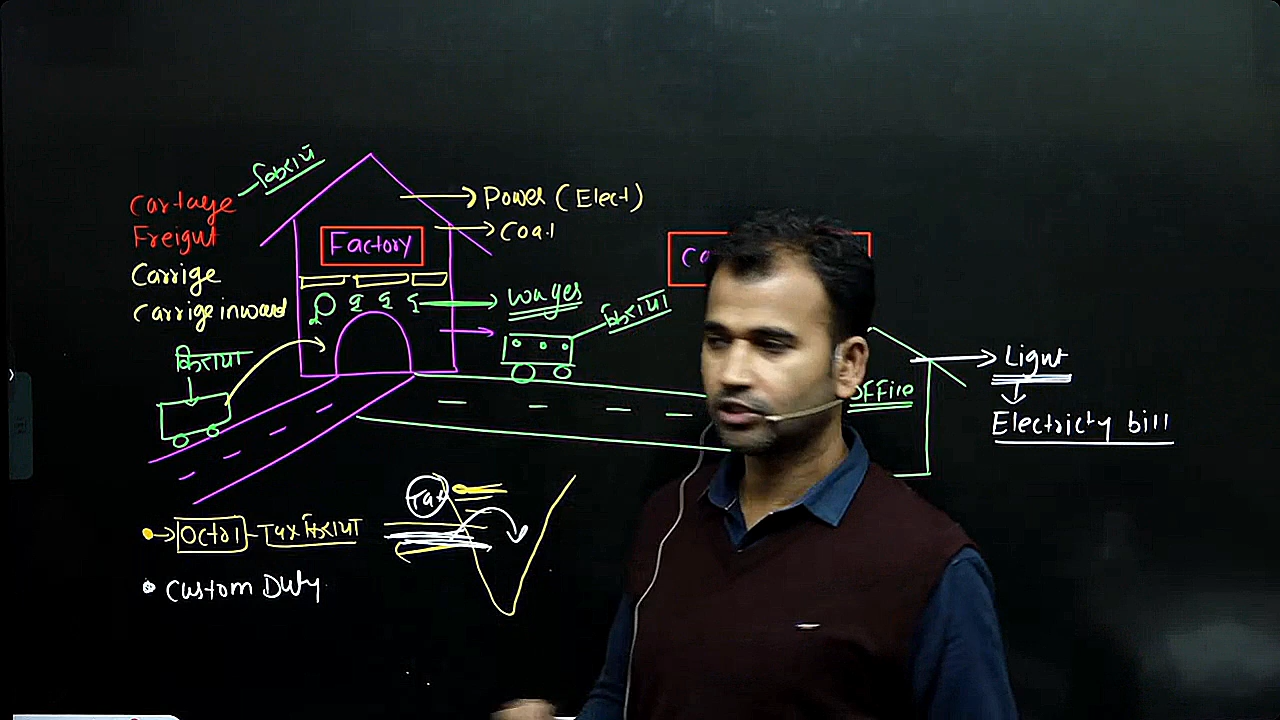 किराया
Cartage
Freight
Carrige
Carrige inward
Factory
Power (Elect)
Coal
wages
किराया
किराया
office
Light
Electricity bill
Tax
octroi - Tax किराया
Custom Duty